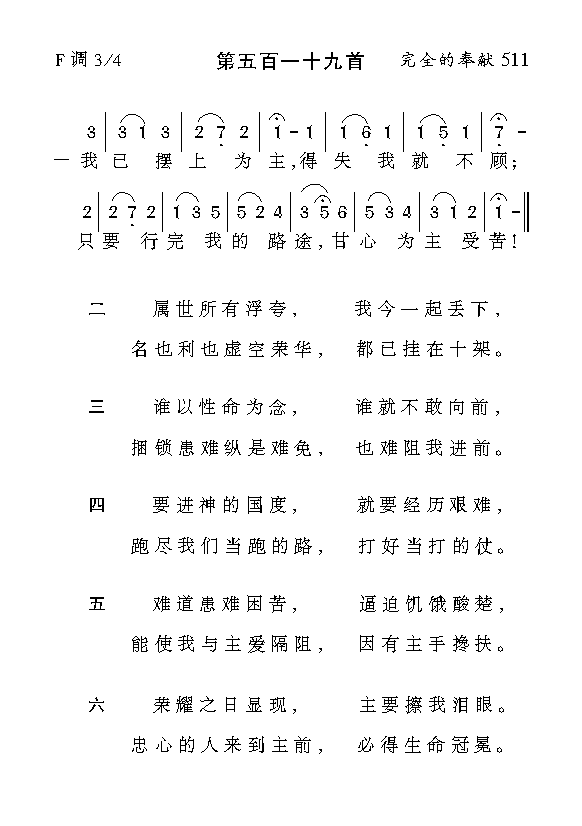 F调 3/4 第五百一十九首 完全的奉献 511
3 | 3 1 3 | 2 7 2 | 1 - 1 | 1 6 1 | 1 5 1 | 7 -
一 我 已 摆 上 为 主, 得 失 我 就 不 顾;
2 | 2 7 2 | 1 3 5 | 5 2 4 | 3 5 6 | 5 3 4 | 3 1 2 | 1 - ‖
只 要 行 完 我 的 路 途, 甘 心 为 主 受 苦!
二 属世所有浮夸, 我今一起丢下,
名也利也虚空荣华, 都已挂在十架。
三 谁以性命为念, 谁就不敢向前,
捆锁患难纵是难免, 也难阻我进前。
四 要进神的国度, 就要经历艰难,
跑尽我们当跑的路, 打好当打的仗。
五 难道患难困苦, 逼迫饥饿酸楚,
能使我与主爱隔阻, 因有主手搀扶。
六 荣耀之日显现, 主要擦我泪眼。
忠心的人来到主前, 必得生命冠冕。